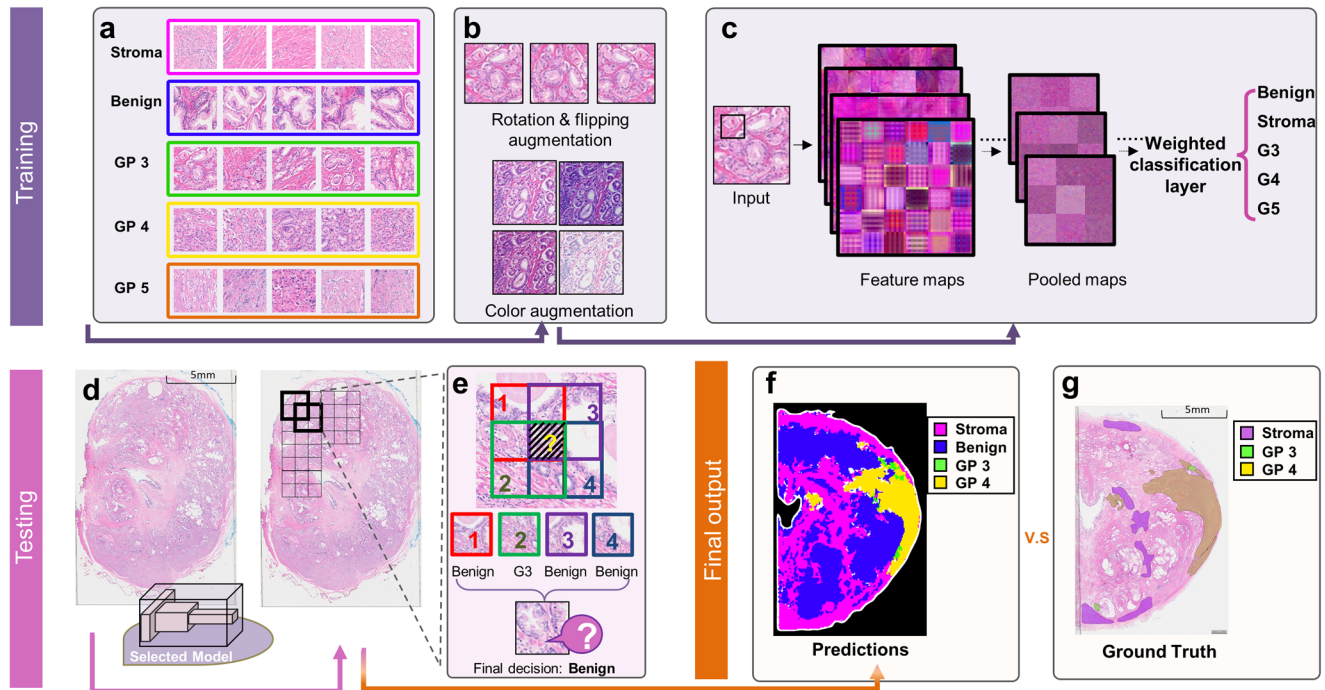 Training
a
Stroma
Benign
GP 3
GP 4
GP 5
b
Rotation & flipping
augmentation
Color augmentation
c
Input
Feature maps
Pooled maps
Weighted
classification
layer
Benign
Stroma
G3
G4
G5
Testing
d
5mm
Selected Model
e
1
3
?
2
4
1
2
3
4
Benign
G3
Benign
Benign
?
Final decision: Benign
Final output
f
Stroma
Benign
GP 3
GP 4
Predictions
V.S
g
5mm
Stroma
GP 3
GP 4
Ground Truth